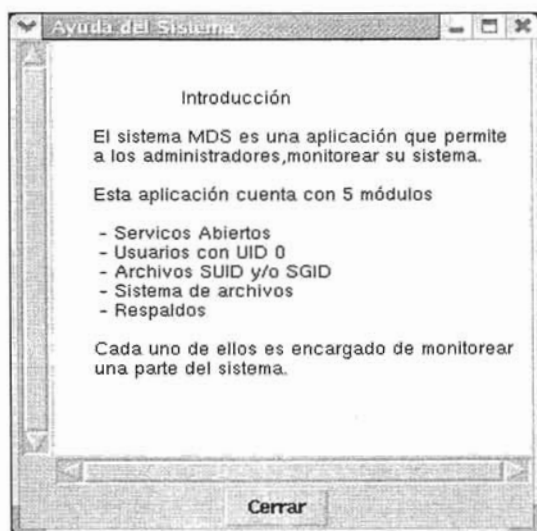 Ayuda del Sistema
Introducción
El sistema MDS es una aplicación que permite
a los administradores,monitorear su sistema.
Esta aplicación cuenta con 5 módulos
- Servicos Abiertos
- Usuarios con UID 0
- Archivos SUID y/o SGID
- Sistema de archivos
- Respaldos
Cada uno de ellos es encargado de monitorear
una parte del sistema.
Cerrar